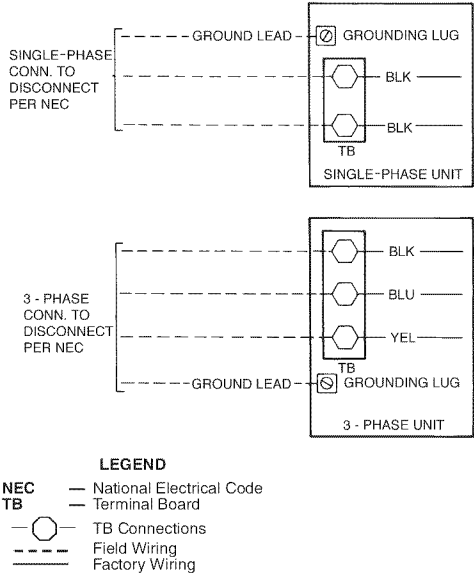 GROUND LEAD
GROUNDING LUG
SINGLE-PHASE
CONN. TO
DISCONNECT
PER NEC
BLK
BLK
TB
SINGLE-PHASE UNIT
BLK
3 - PHASE
CONN. TO
DISCONNECT
PER NEC
BLU
YEL
TB
GROUND LEAD
GROUNDING LUG
3 - PHASE UNIT
LEGEND
NEC — National Electrical Code
TB — Terminal Board
TB Connections
Field Wiring
Factory Wiring